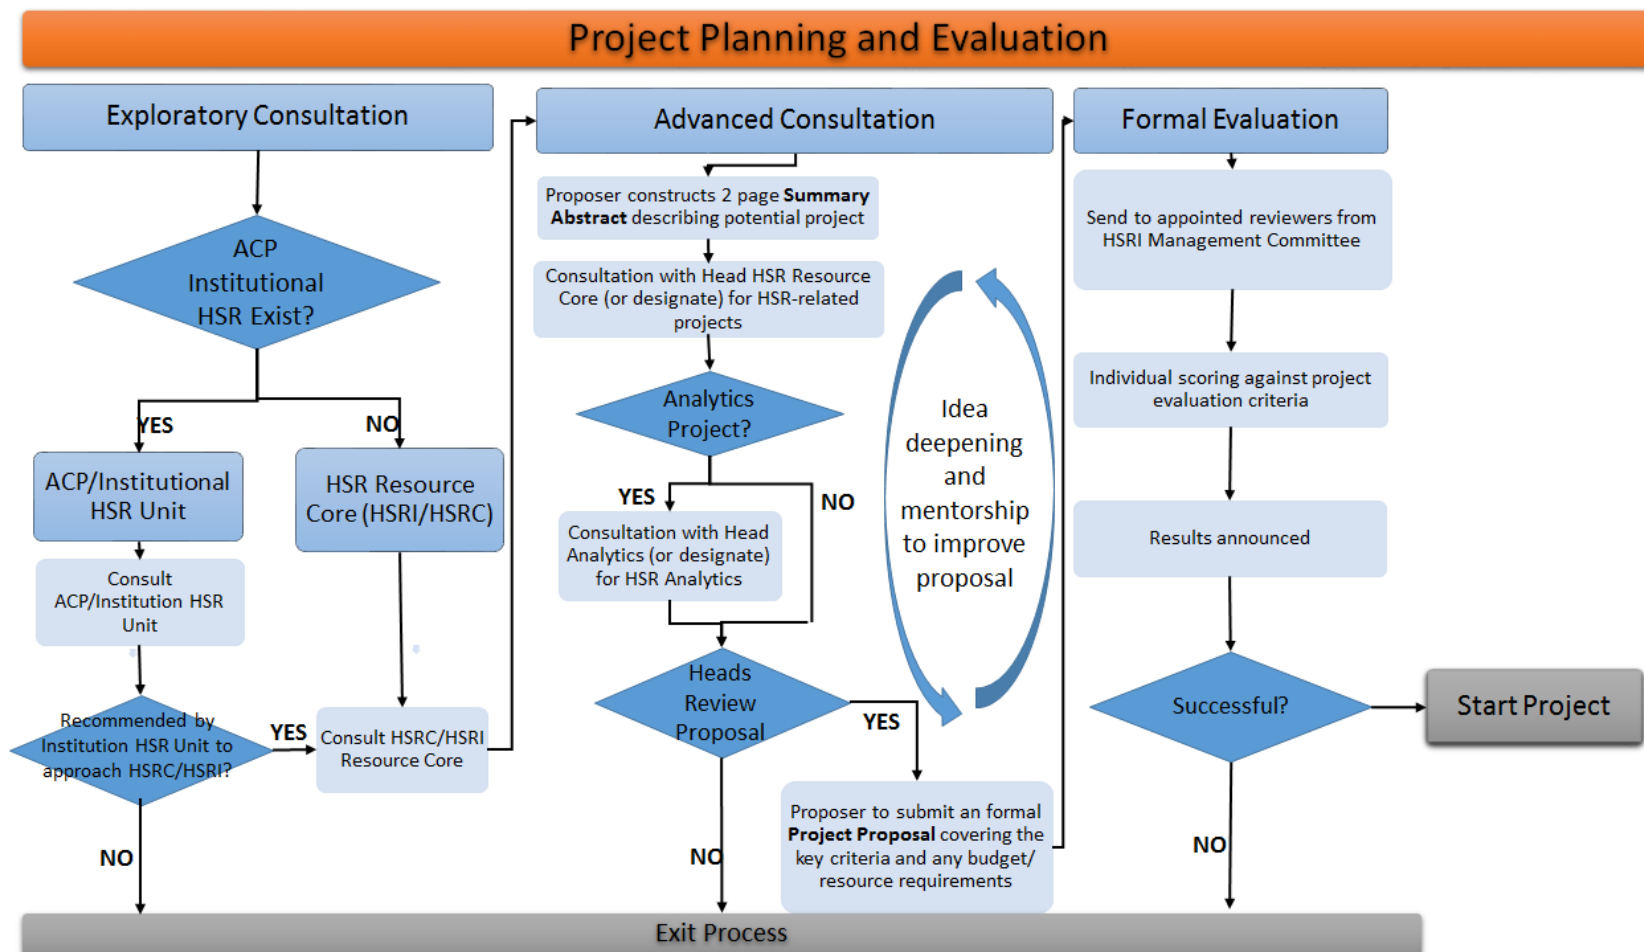 Project Planning and Evaluation
Exploratory Consultation
ACP
Institutional
HSR Exist?
YES
NO
ACP/Institutional
HSR Unit
HSR Resource
Core (HSRI/HSRC)
Consult
ACP/Institution HSR
Unit
Recommended by
Institution HSR Unit to
approach HSRC/HSRI?
YES
Consult HSRC/HSRI
Resource Core
NO
Advanced Consultation
Proposer constructs 2 page Summary
Abstract describing potential project
Consultation with Head HSR Resource
Core (or designate) for HSR-related
projects
Analytics
Project?
YES
NO
Consultation with Head
Analytics (or designate)
for HSR Analytics
Heads
Review
Proposal
YES
NO
Proposer to submit an formal
Project Proposal covering the
key criteria and any budget/
resource requirements
Idea
deepening
and
mentorship
to improve
proposal
Formal Evaluation
Send to appointed reviewers from
HSRI Management Committee
Individual scoring against project
evaluation criteria
Results announced
Successful?
Start Project
NO
Exit Process